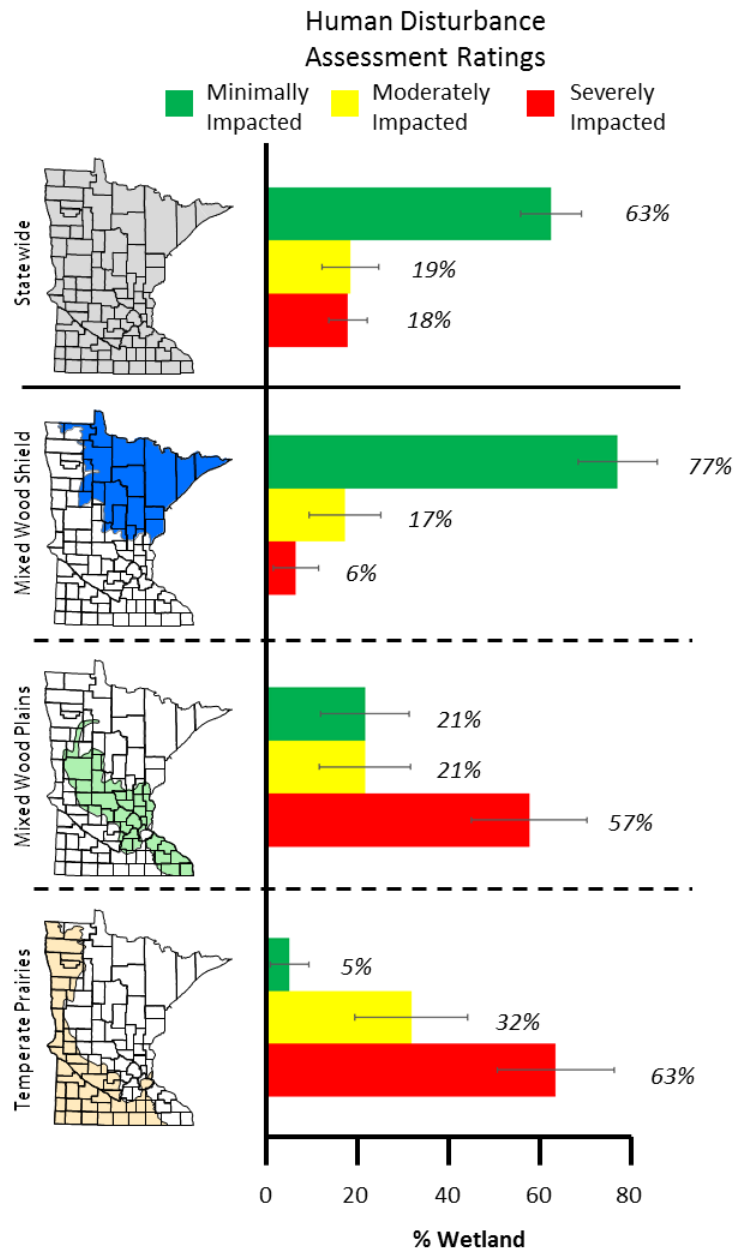 Human Disturbance
Assessment Ratings
Minimally
Impacted
Moderately
Impacted
Severely
Impacted
Statewide
63%
19%
18%
Mixed Wood Shield
77%
17%
6%
Mixed Wood Plains
21%
21%
57%
Temperate Prairies
5%
32%
63%
0 20 40 60 80
% Wetland